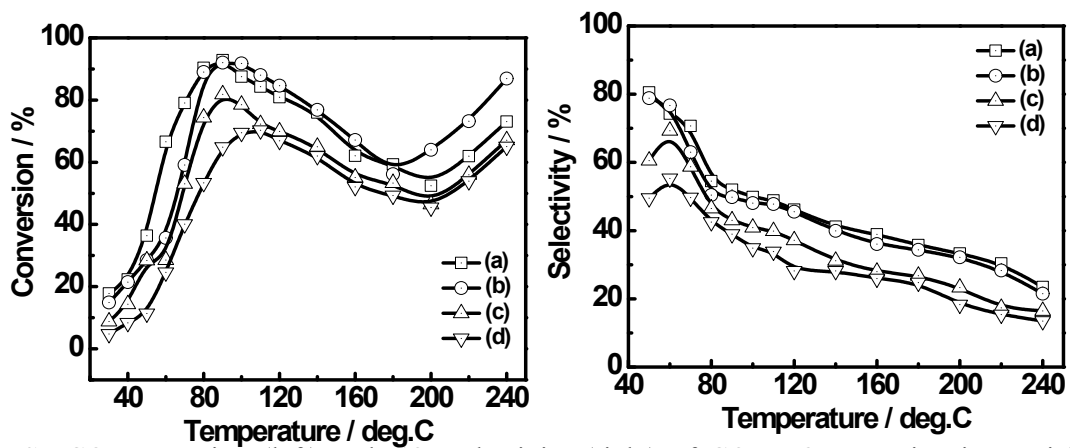 100
80
60
40
20
0
Conversion / %
(a)
(b)
(c)
(d)
40 80 120 160 200 240
Temperature / deg.C
100
80
60
40
20
0
Selectivity / %
(a)
(b)
(c)
(d)
40 80 120 160 200 240
Temperature / deg.C